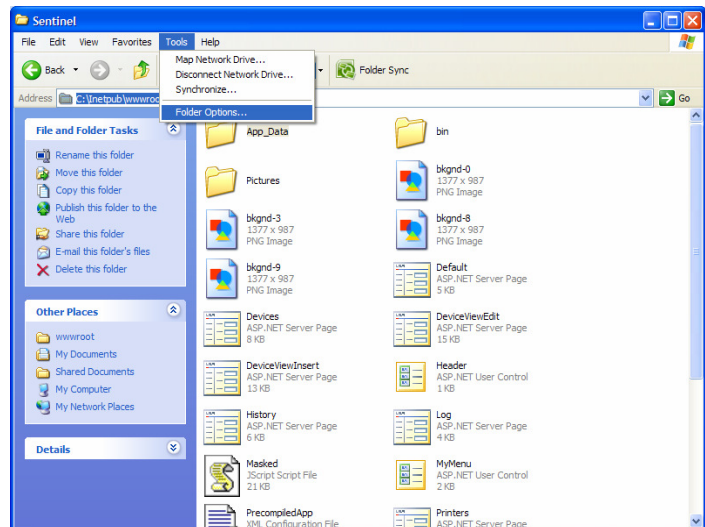 Sentinel
File Edit View Favorites Tools Help
Map Network Drive...
Disconnect Network Drive...
Synchronize...
Folder Options...
Back
Folder Sync
Address C:\Inetpub\wwwroo
Go
File and Folder Tasks
Rename this folder
Move this folder
Copy this folder
Publish this folder to the
Web
Share this folder
E-mail this folder's files
Delete this folder
Other Places
wwwroot
My Documents
Shared Documents
My Computer
My Network Places
Details
App_Data
bin
Pictures
bkgnd-0
1377 x 987
PNG Image
bkgnd-3
1377 x 987
PNG Image
bkgnd-8
1377 x 987
PNG Image
bkgnd-9
1377 x 987
PNG Image
Default
ASP.NET Server Page
5 KB
Devices
ASP.NET Server Page
8 KB
DeviceViewEdit
ASP.NET Server Page
15 KB
DeviceViewInsert
ASP.NET Server Page
13 KB
Header
ASP.NET User Control
1 KB
History
ASP.NET Server Page
6 KB
Log
ASP.NET Server Page
4 KB
Masked
JScript Script File
21 KB
MyMenu
ASP.NET User Control
2 KB
PrecompiledApp
XML Configuration File
Printers
ASP.NET Server Page